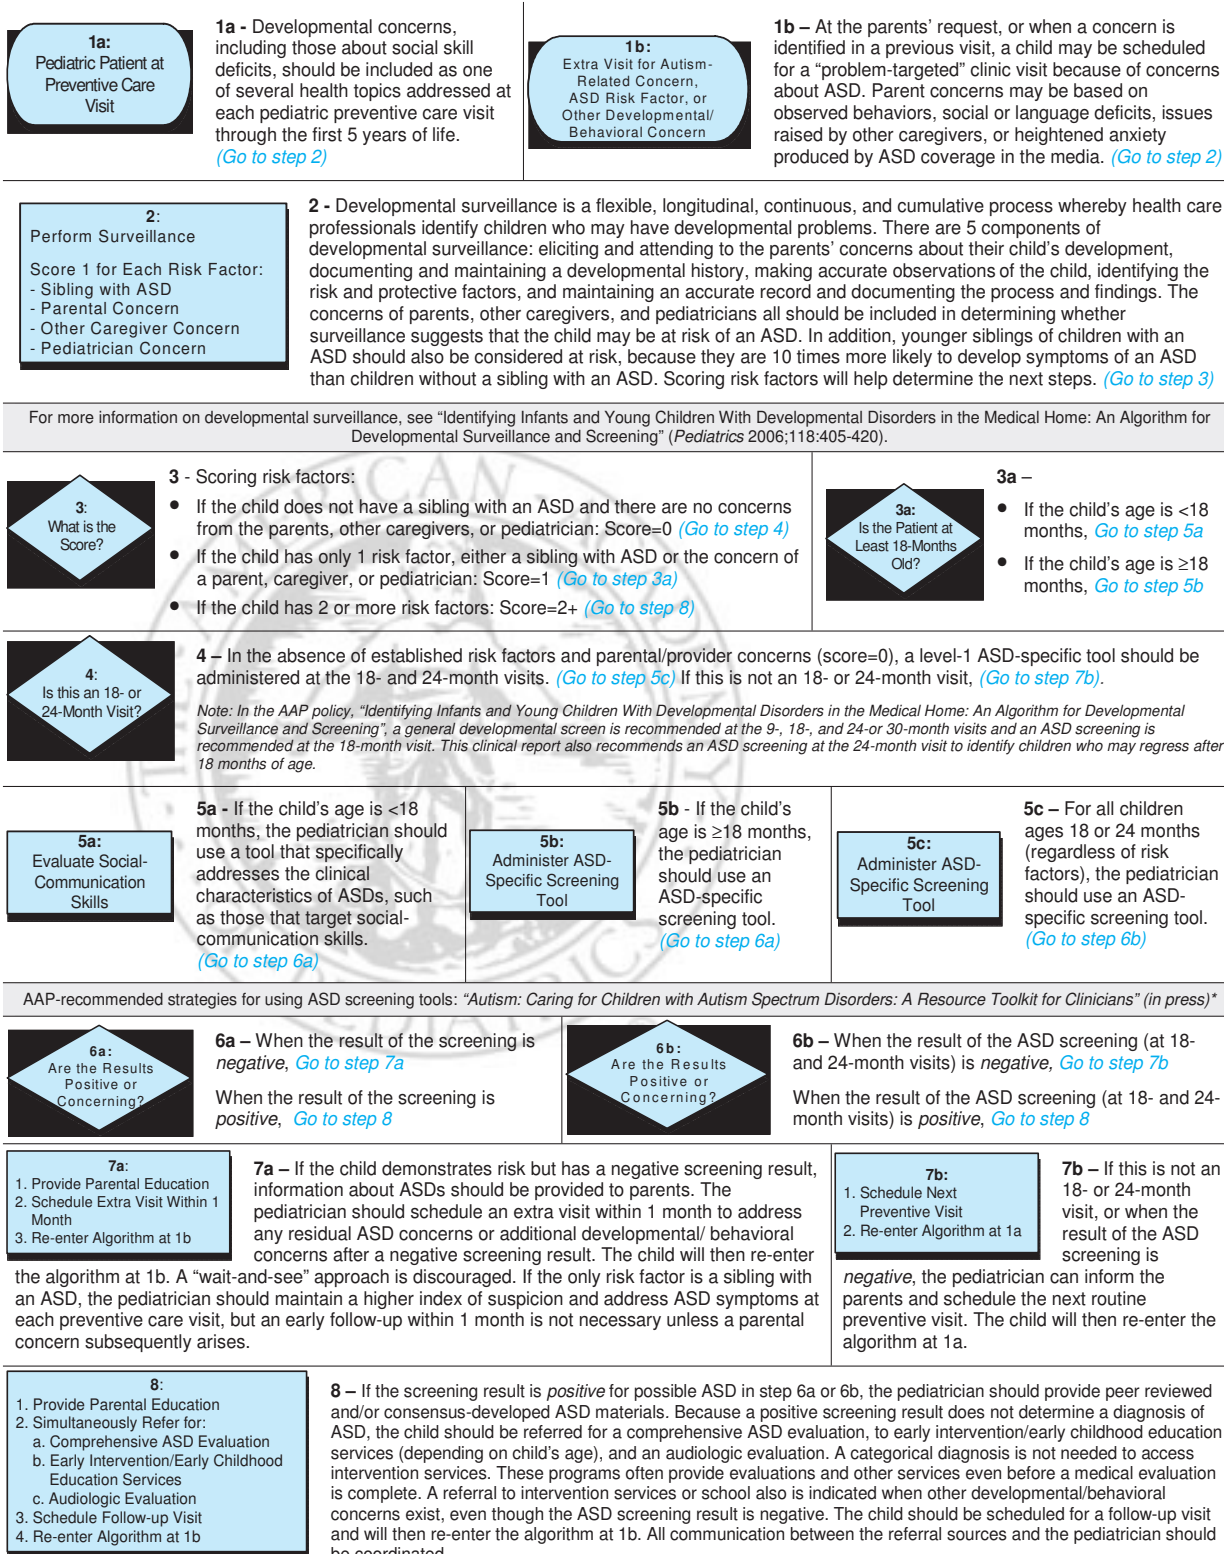 1a:
Pediatric Patient at
Preventive Care
Visit
1a - Developmental concerns,
including those about social skill
deficits, should be included as one
of several health topics addressed at
each pediatric preventive care visit
through the first 5 years of life.
(Go to step 2)
1b:
Extra Visit for Autism-
Related Concern,
ASD Risk Factor, or
Other Developmental/
Behavioral Concern
1b – At the parents’ request, or when a concern is
identified in a previous visit, a child may be scheduled
for a “problem-targeted” clinic visit because of concerns
about ASD. Parent concerns may be based on
observed behaviors, social or language deficits, issues
raised by other caregivers, or heightened anxiety
produced by ASD coverage in the media. (Go to step 2)
2:
Perform Surveillance
Score 1 for Each Risk Factor:
- Sibling with ASD
- Parental Concern
- Other Caregiver Concern
- Pediatrician Concern
2 - Developmental surveillance is a flexible, longitudinal, continuous, and cumulative process whereby health care
professionals identify children who may have developmental problems. There are 5 components of
developmental surveillance: eliciting and attending to the parents’ concerns about their child’s development,
documenting and maintaining a developmental history, making accurate observations of the child, identifying the
risk and protective factors, and maintaining an accurate record and documenting the process and findings. The
concerns of parents, other caregivers, and pediatricians all should be included in determining whether
surveillance suggests that the child may be at risk of an ASD. In addition, younger siblings of children with an
ASD should also be considered at risk, because they are 10 times more likely to develop symptoms of an ASD
than children without a sibling with an ASD. Scoring risk factors will help determine the next steps. (Go to step 3)
For more information on developmental surveillance, see “Identifying Infants and Young Children With Developmental Disorders in the Medical Home: An Algorithm for
Developmental Surveillance and Screening” (Pediatrics 2006;118:405-420).
3:
What is the
Score?
3 - Scoring risk factors:
• If the child does not have a sibling with an ASD and there are no concerns
from the parents, other caregivers, or pediatrician: Score=0 (Go to step 4)
• If the child has only 1 risk factor, either a sibling with ASD or the concern of
a parent, caregiver, or pediatrician: Score=1 (Go to step 3a)
• If the child has 2 or more risk factors: Score=2+ (Go to step 8)
3a:
Is the Patient at
Least 18-Months
Old?
3a –
• If the child’s age is <18
months, Go to step 5a
• If the child’s age is ≥18
months, Go to step 5b
4:
Is this an 18- or
24-Month Visit?
4 – In the absence of established risk factors and parental/provider concerns (score=0), a level-1 ASD-specific tool should be
administered at the 18- and 24-month visits. (Go to step 5c) If this is not an 18- or 24-month visit, (Go to step 7b).
Note: In the AAP policy, “Identifying Infants and Young Children With Developmental Disorders in the Medical Home: An Algorithm for Developmental
Surveillance and Screening”, a general developmental screen is recommended at the 9-, 18-, and 24-or 30-month visits and an ASD screening is
recommended at the 18-month visit. This clinical report also recommends an ASD screening at the 24-month visit to identify children who may regress after
18 months of age.
5a:
Evaluate Social-
Communication
Skills
5a - If the child’s age is <18
months, the pediatrician should
use a tool that specifically
addresses the clinical
characteristics of ASDs, such
as those that target social-
communication skills.
(Go to step 6a)
5b:
Administer ASD-
Specific Screening
Tool
5b - If the child’s
age is ≥18 months,
the pediatrician
should use an
ASD-specific
screening tool.
(Go to step 6a)
5c:
Administer ASD-
Specific Screening
Tool
5c – For all children
ages 18 or 24 months
(regardless of risk
factors), the pediatrician
should use an ASD-
specific screening tool.
(Go to step 6b)
AAP-recommended strategies for using ASD screening tools: “Autism: Caring for Children with Autism Spectrum Disorders: A Resource Toolkit for Clinicians” (in press)*
6a:
Are the Results
Positive or
Concerning?
6a – When the result of the screening is
negative, Go to step 7a
When the result of the screening is
positive, Go to step 8
6b:
Are the Results
Positive or
Concerning?
6b – When the result of the ASD screening (at 18-
and 24-month visits) is negative, Go to step 7b
When the result of the ASD screening (at 18- and 24-
month visits) is positive, Go to step 8
7a:
1. Provide Parental Education
2. Schedule Extra Visit Within 1
Month
3. Re-enter Algorithm at 1b
7a – If the child demonstrates risk but has a negative screening result,
information about ASDs should be provided to parents. The
pediatrician should schedule an extra visit within 1 month to address
any residual ASD concerns or additional developmental/ behavioral
concerns after a negative screening result. The child will then re-enter
the algorithm at 1b. A “wait-and-see” approach is discouraged. If the only risk factor is a sibling with
an ASD, the pediatrician should maintain a higher index of suspicion and address ASD symptoms at
each preventive care visit, but an early follow-up within 1 month is not necessary unless a parental
concern subsequently arises.
7b:
1. Schedule Next
Preventive Visit
2. Re-enter Algorithm at 1a
7b – If this is not an
18- or 24-month
visit, or when the
result of the ASD
screening is
negative, the pediatrician can inform the
parents and schedule the next routine
preventive visit. The child will then re-enter the
algorithm at 1a.
8:
1. Provide Parental Education
2. Simultaneously Refer for:
a. Comprehensive ASD Evaluation
b. Early Intervention/Early Childhood
Education Services
c. Audiologic Evaluation
3. Schedule Follow-up Visit
4. Re-enter Algorithm at 1b
8 – If the screening result is positive for possible ASD in step 6a or 6b, the pediatrician should provide peer reviewed
and/or consensus-developed ASD materials. Because a positive screening result does not determine a diagnosis of
ASD, the child should be referred for a comprehensive ASD evaluation, to early intervention/early childhood education
services (depending on child’s age), and an audiologic evaluation. A categorical diagnosis is not needed to access
intervention services. These programs often provide evaluations and other services even before a medical evaluation
is complete. A referral to intervention services or school also is indicated when other developmental/behavioral
concerns exist, even though the ASD screening result is negative. The child should be scheduled for a follow-up visit
and will then re-enter the algorithm at 1b. All communication between the referral sources and the pediatrician should
be coordinated.